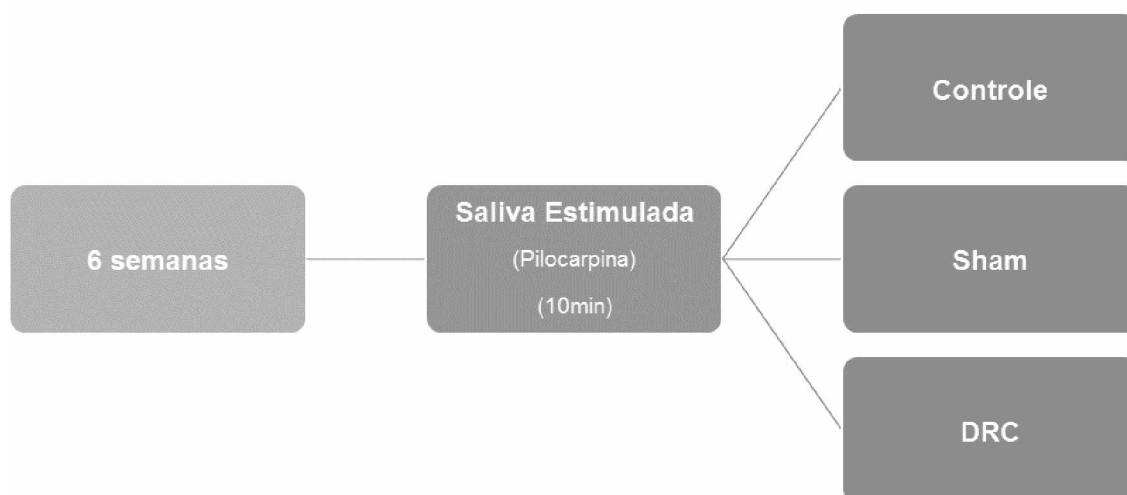 6 semanas
Saliva Estimulada
(Pilocarpina)
(10min)
Controle
Sham
DRC